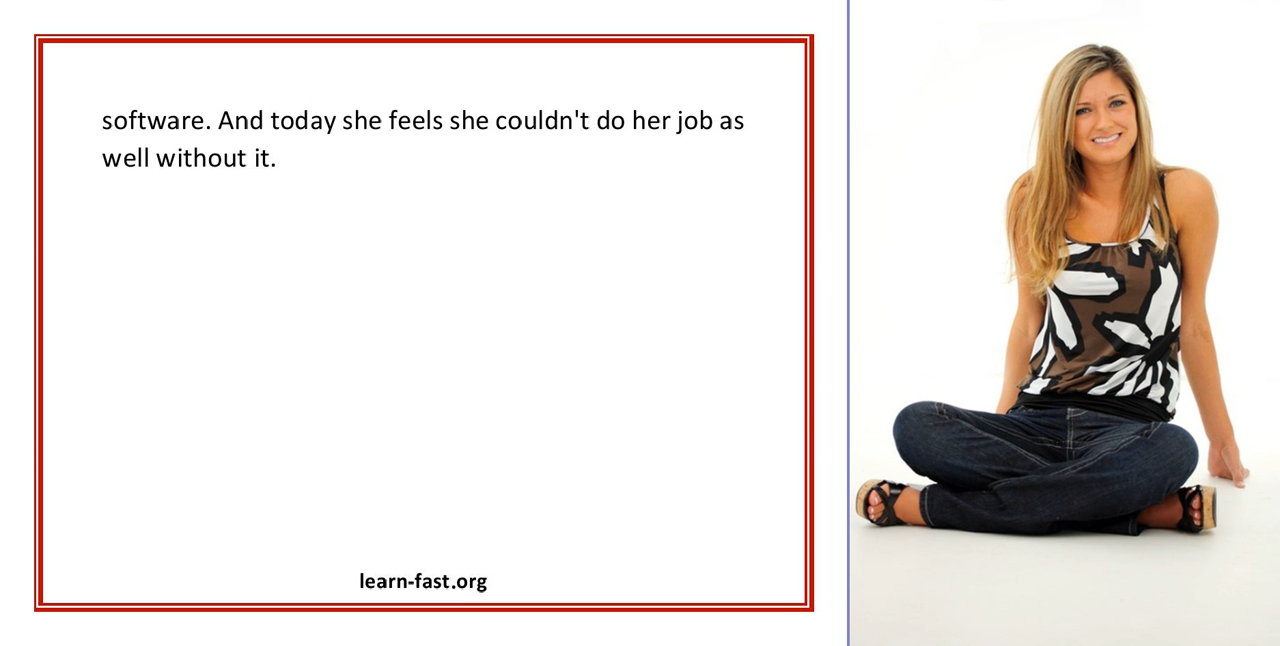 software. And today she feels she couldn't do her job as
well without it.
learn-fast.org